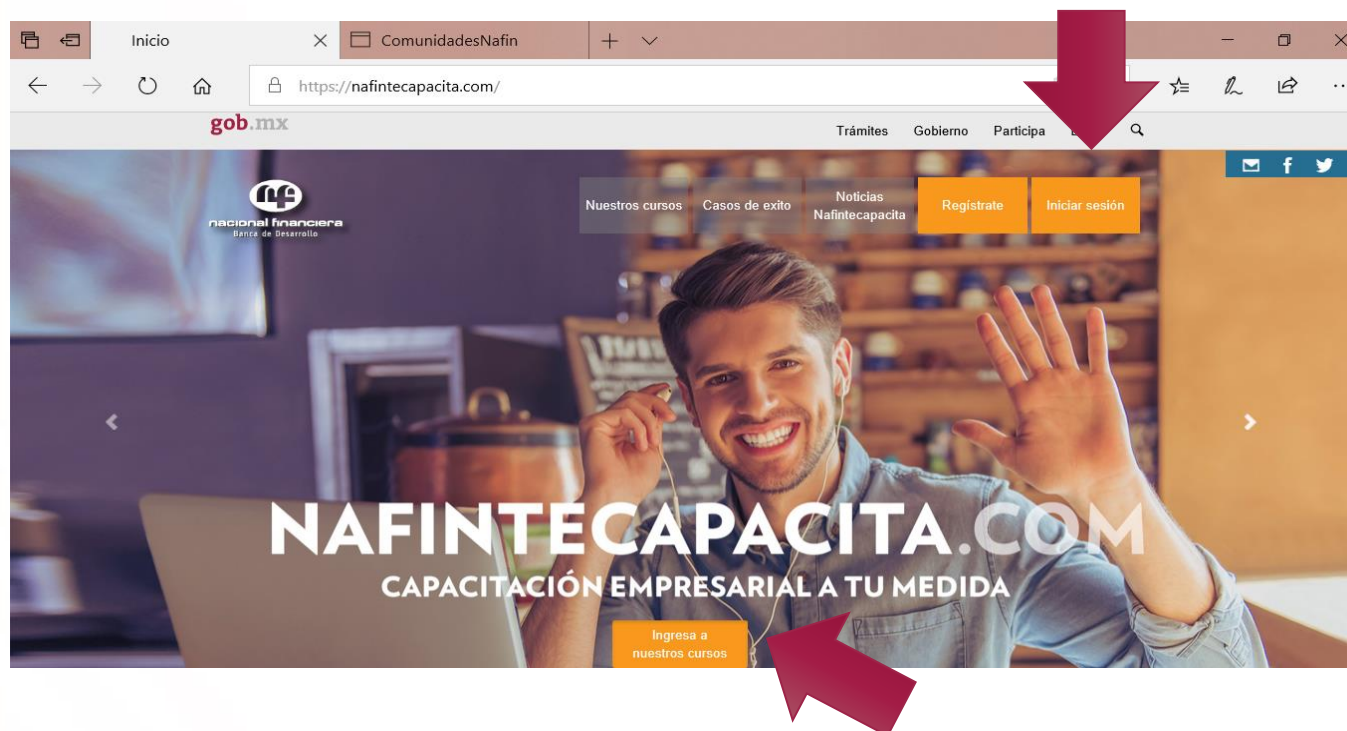 Inicio
ComunidadesNafin
https://nafintecapacita.com/
gob.mx
Trámites
Gobierno
Participa
nacional financiera
Banca de Desarrollo
Nuestros cursos
Casos de exito
Noticias
Nafintecapacita
Regístrate
Iniciar sesión
NAFINTECAPACITA.COM
CAPACITACIÓN EMPRESARIAL A TU MEDIDA
Ingresa a
nuestros cursos